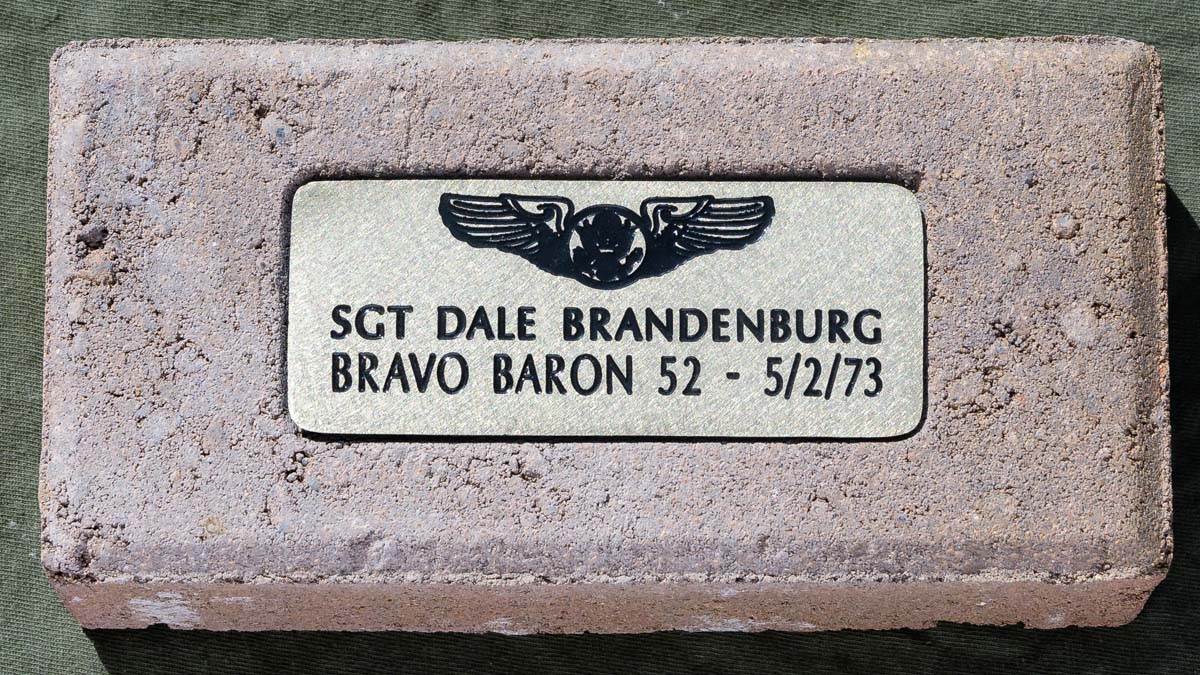 SGT DALE BRANDENBURG
BRAVO BARON 52 - 5/2/73